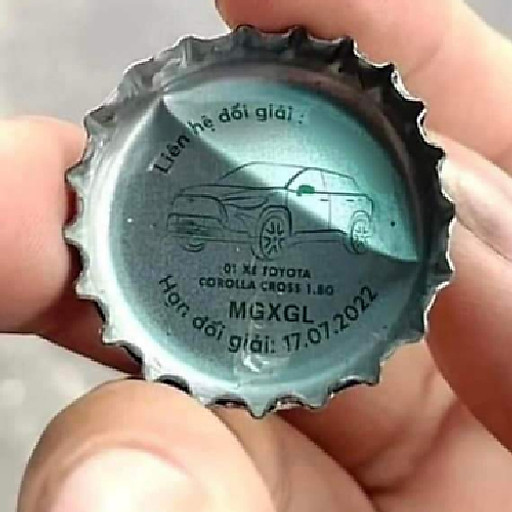 Liên hệ đổi giải :
01 XE TOYOTA
COROLLA CROSS 1.8G
MGXGL
Hạn đổi giải: 17.07.2022